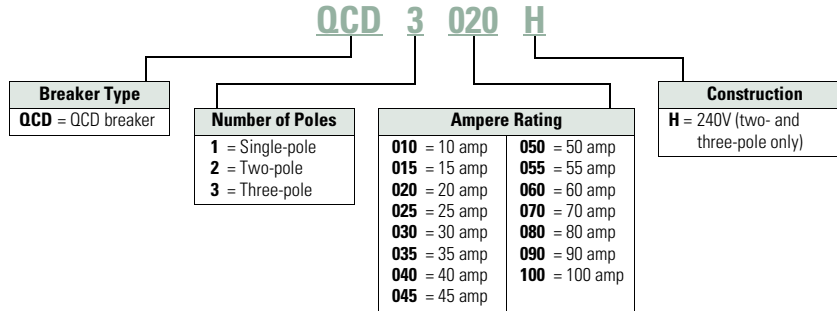 QCD 3 020 H
Breaker Type
QCD = QCD breaker
Number of Poles
1 = Single-pole
2 = Two-pole
3 = Three-pole
Ampere Rating
010 = 10 amp
015 = 15 amp
020 = 20 amp
025 = 25 amp
030 = 30 amp
035 = 35 amp
040 = 40 amp
045 = 45 amp
050 = 50 amp
055 = 55 amp
060 = 60 amp
070 = 70 amp
080 = 80 amp
090 = 90 amp
100 = 100 amp
Construction
H = 240V (two- and
three-pole only)